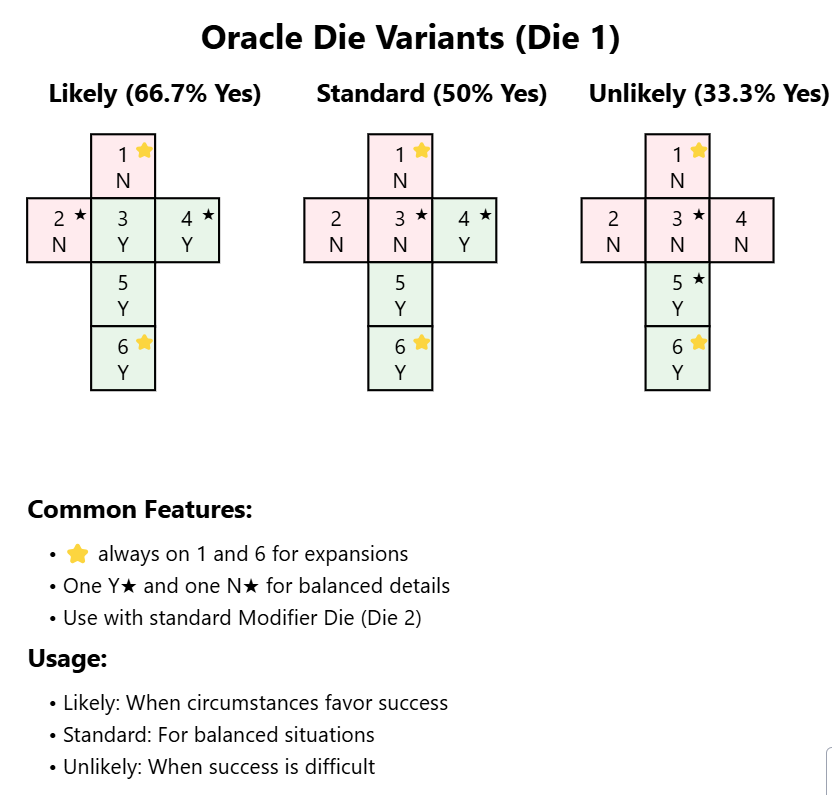 Oracle Die Variants (Die 1)
Likely (66.7% Yes)
1 ⭐
N
2 ★ 3 4 ★
N Y Y
5
Y
6 ⭐
Y
Standard (50% Yes)
1 ⭐
N
2 3 ★ 4 ★
N N Y
5
Y
6 ⭐
Y
Unlikely (33.3% Yes)
1 ⭐
N
2 3 ★ 4
N N N
5 ★
Y
6 ⭐
Y
Common Features:
• ⭐ always on 1 and 6 for expansions
• One Y★ and one N★ for balanced details
• Use with standard Modifier Die (Die 2)
Usage:
• Likely: When circumstances favor success
• Standard: For balanced situations
• Unlikely: When success is difficult